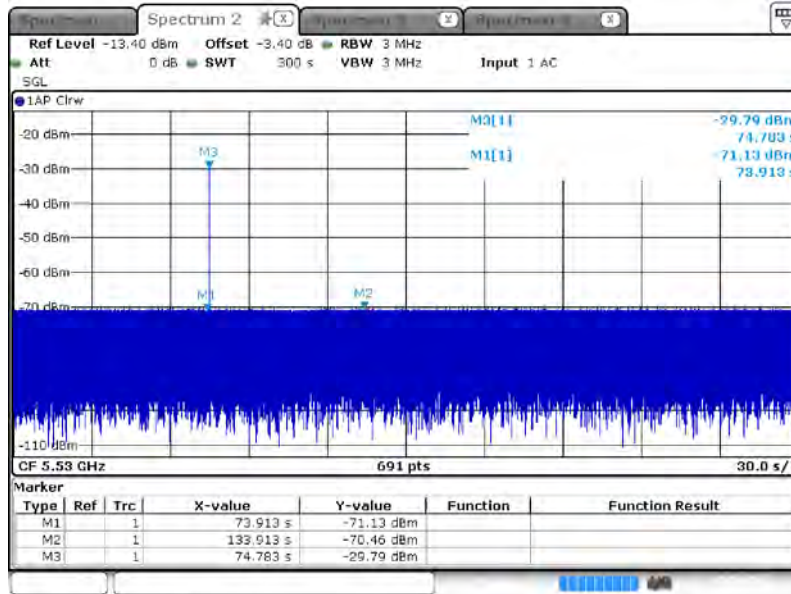 Spectrum 2
Ref Level -13.40 dBm Offset -3.40 dB RBW 3 MHz
Att 0 dB SWT 300 s VBW 3 MHz Input 1 AC
SGL
1AP Clrw
M3[1] -29.79 dBm
74.783 s
M1[1] -71.13 dBm
73.913 s
-20 dBm
M3
-30 dBm
-40 dBm
-50 dBm
-60 dBm
M1 M2
-70 dBm
-110 dBm
CF 5.53 GHz 691 pts 30.0 s/
Marker
Type Ref Trc X-value Y-value Function Function Result
M1 1 73.913 s -71.13 dBm
M2 1 133.913 s -70.46 dBm
M3 1 74.783 s -29.79 dBm